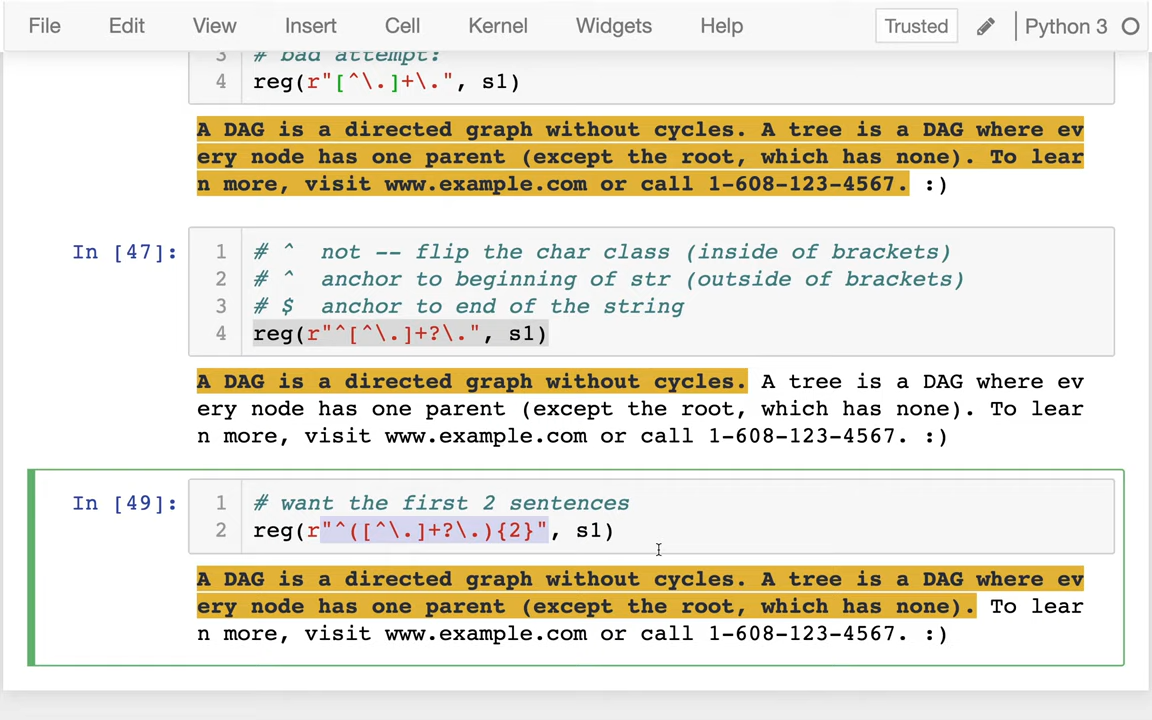 File Edit View Insert Cell Kernel Widgets Help Trusted Python 3
3 # bad attempt:
4 reg(r"[^\.]+\.", s1)
A DAG is a directed graph without cycles. A tree is a DAG where ev
ery node has one parent (except the root, which has none). To lear
n more, visit www.example.com or call 1-608-123-4567. :)
In [47]: 1 # ^  not -- flip the char class (inside of brackets)
2 # ^  anchor to beginning of str (outside of brackets)
3 # $  anchor to end of the string
4 reg(r"^[^\.]+?\.", s1)
A DAG is a directed graph without cycles. A tree is a DAG where ev
ery node has one parent (except the root, which has none). To lear
n more, visit www.example.com or call 1-608-123-4567. :)
In [49]: 1 # want the first 2 sentences
2 reg(r"^([^\.]+?\.){2}", s1)
A DAG is a directed graph without cycles. A tree is a DAG where ev
ery node has one parent (except the root, which has none). To lear
n more, visit www.example.com or call 1-608-123-4567. :)